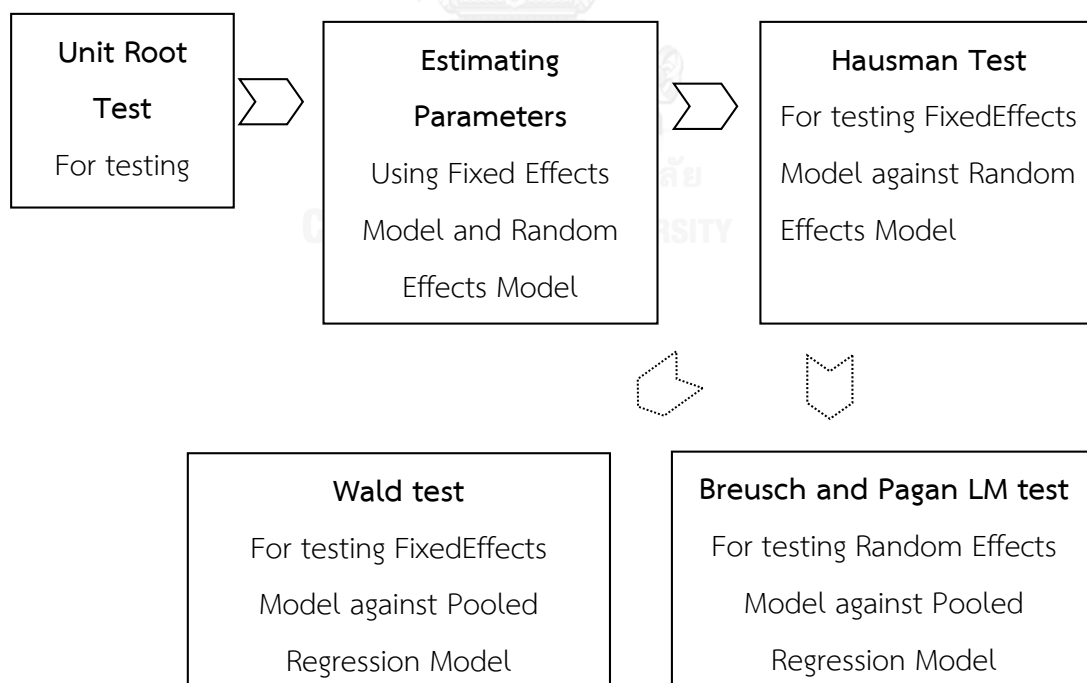 Unit Root
Test
For testing
Estimating
Parameters
Using Fixed Effects
Model and Random
Effects Model
Hausman Test
For testing FixedEffects
Model against Random
Effects Model
Wald test
For testing FixedEffects
Model against Pooled
Regression Model
Breusch and Pagan LM test
For testing Random Effects
Model against Pooled
Regression Model